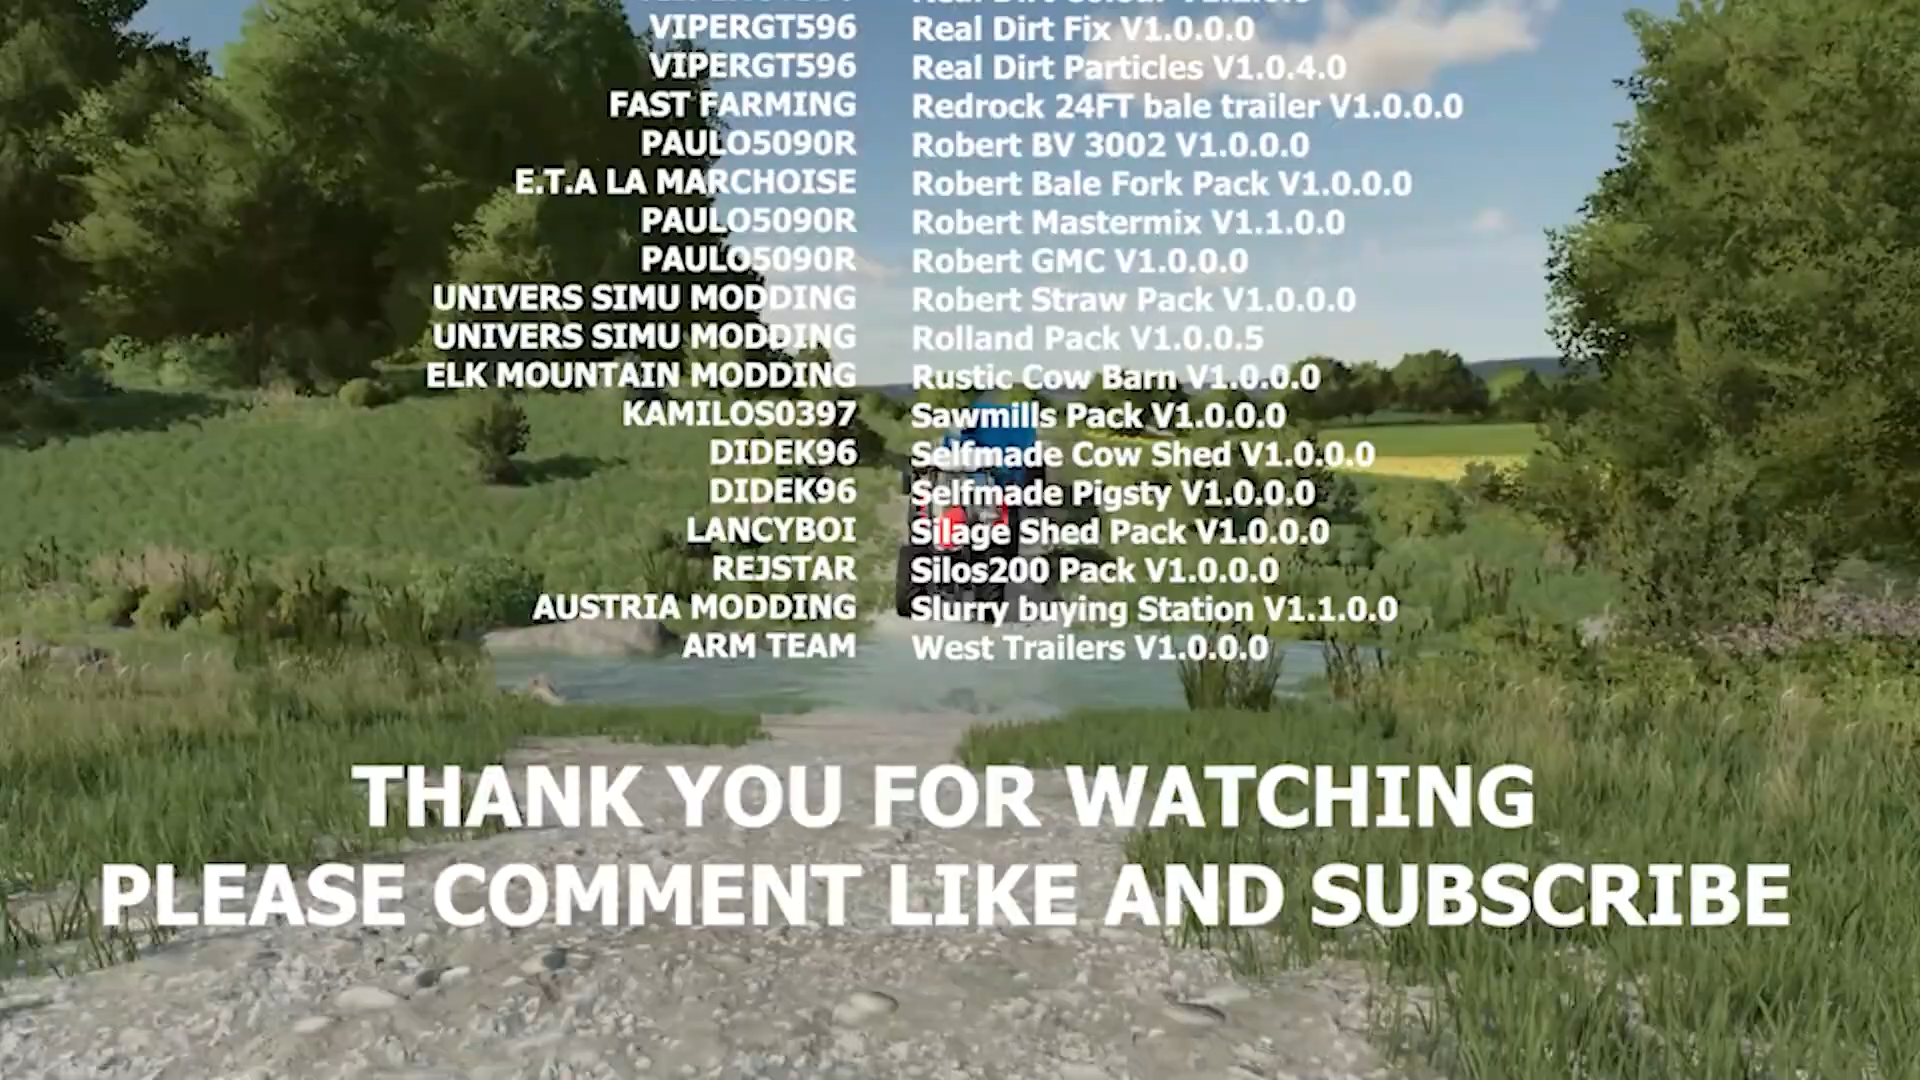 VIPERGT596 Real Dirt Fix V1.0.0.0
VIPERGT596 Real Dirt Particles V1.0.4.0
FAST FARMING Redrock 24FT bale trailer V1.0.0.0
PAULO5090R Robert BV 3002 V1.0.0.0
E.T.A LA MARCHOISE Robert Bale Fork Pack V1.0.0.0
PAULO5090R Robert Mastermix V1.1.0.0
PAULO5090R Robert GMC V1.0.0.0
UNIVERS SIMU MODDING Robert Straw Pack V1.0.0.0
UNIVERS SIMU MODDING Rolland Pack V1.0.0.5
ELK MOUNTAIN MODDING Rustic Cow Barn V1.0.0.0
KAMILOS0397 Sawmills Pack V1.0.0.0
DIDEK96 Selfmade Cow Shed V1.0.0.0
DIDEK96 Selfmade Pigsty V1.0.0.0
LANCYBOI Silage Shed Pack V1.0.0.0
REJSTAR Silos200 Pack V1.0.0.0
AUSTRIA MODDING Slurry buying Station V1.1.0.0
ARM TEAM West Trailers V1.0.0.0
THANK YOU FOR WATCHING
PLEASE COMMENT LIKE AND SUBSCRIBE